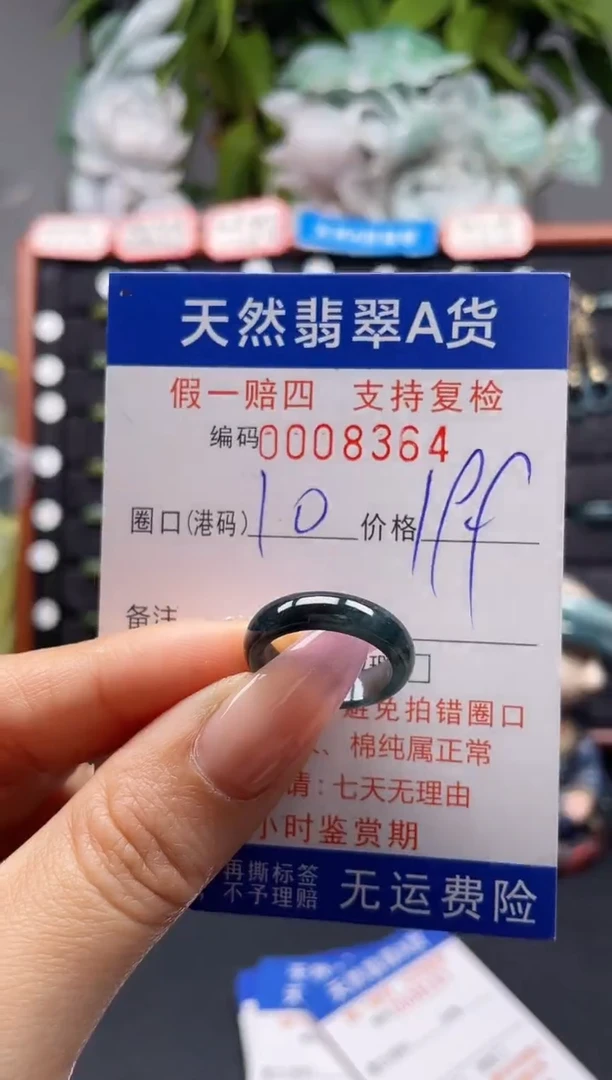 天然翡翠A货
假一赔四 支持复检
编码0008364
圈口(港码) 10 价格
备注
避免拍错圈口
、棉纯属正常
请：七天无理由
小时鉴赏期
再撕标签
不予理赔
无运费险